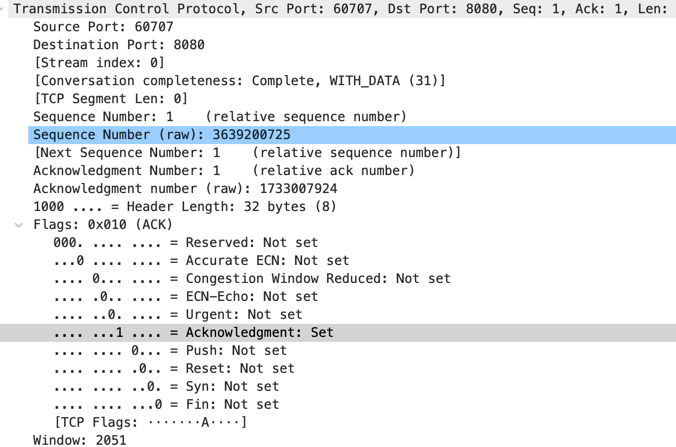 Transmission Control Protocol, Src Port: 60707, Dst Port: 8080, Seq: 1, Ack: 1, Len:
Source Port: 60707
Destination Port: 8080
[Stream index: 0]
[Conversation completeness: Complete, WITH_DATA (31)]
[TCP Segment Len: 0]
Sequence Number: 1    (relative sequence number)
Sequence Number (raw): 3639200725
[Next Sequence Number: 1    (relative sequence number)]
Acknowledgment Number: 1    (relative ack number)
Acknowledgment number (raw): 1733007924
1000 .... = Header Length: 32 bytes (8)
Flags: 0x010 (ACK)
000. .... .... = Reserved: Not set
...0 .... .... = Accurate ECN: Not set
.... 0... .... = Congestion Window Reduced: Not set
.... .0.. .... = ECN-Echo: Not set
.... ..0. .... = Urgent: Not set
.... ...1 .... = Acknowledgment: Set
.... .... 0... = Push: Not set
.... .... .0.. = Reset: Not set
.... .... ..0. = Syn: Not set
.... .... ...0 = Fin: Not set
[TCP Flags: ·······A····]
Window: 2051